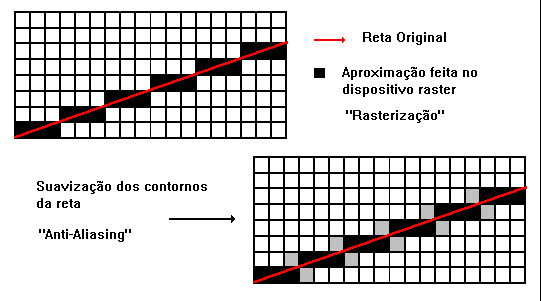 Reta Original
Aproximação feita no
dispositivo raster
"Rasterização"
Suavização dos contornos
da reta
"Anti-Aliasing"